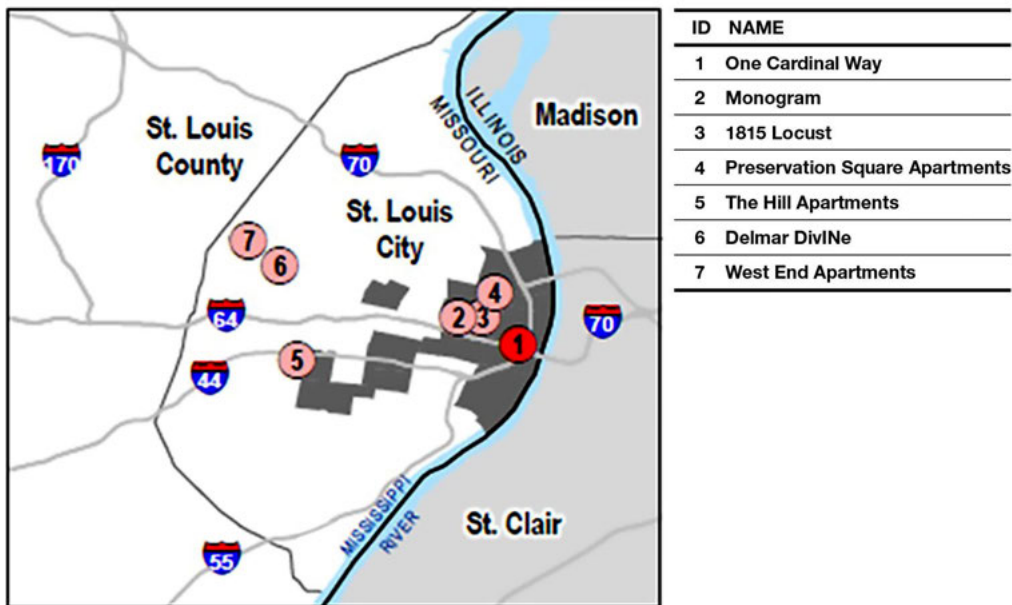 170
St. Louis
County
70
ILLINOIS
MISSOURI
Madison
St. Louis
City
7
6
4
2
3
1
64
70
5
44
MISSISSIPPI
RIVER
St. Clair
55
ID NAME
1 One Cardinal Way
2 Monogram
3 1815 Locust
4 Preservation Square Apartments
5 The Hill Apartments
6 Delmar DivINe
7 West End Apartments